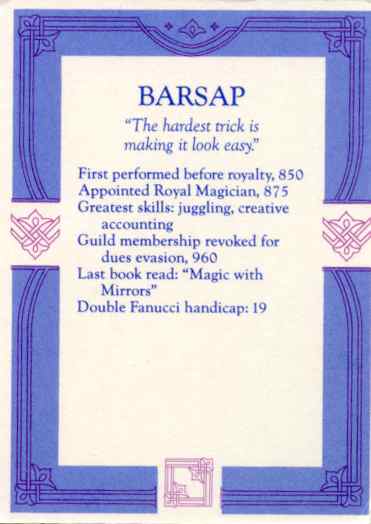 BARSAP
“The hardest trick is
making it look easy.”
First performed before royalty, 850
Appointed Royal Magician, 875
Greatest skills: juggling, creative
accounting
Guild membership revoked for
dues evasion, 960
Last book read: “Magic with
Mirrors”
Double Fanucci handicap: 19